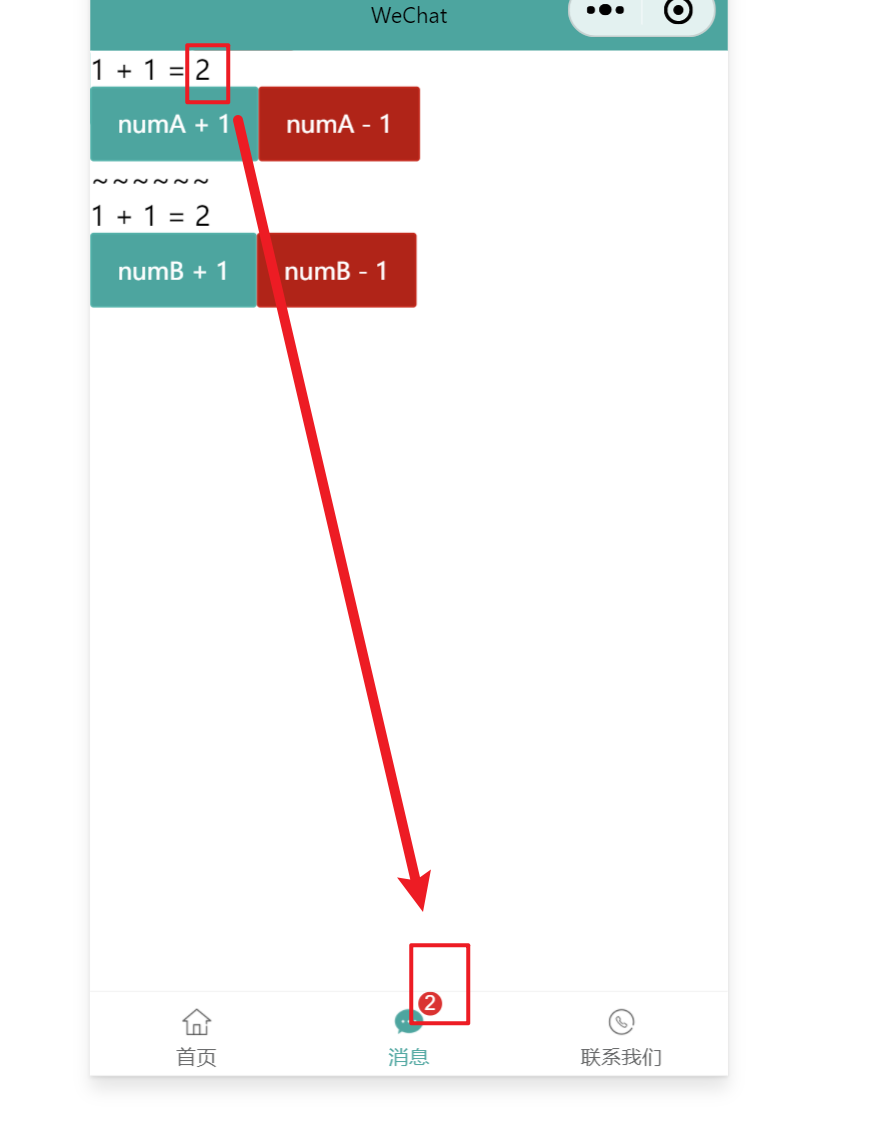 WeChat
1 + 1 = 2
numA + 1 numA - 1
~~~~~~
1 + 1 = 2
numB + 1 numB - 1
2
首页 消息 联系我们